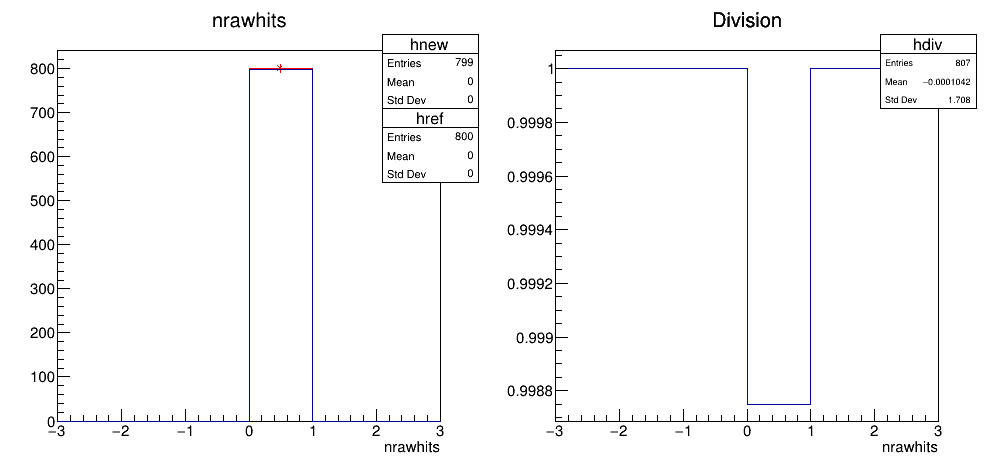 nrawhits
hnew
Entries 799
Mean 0
Std Dev 0
href
Entries 800
Mean 0
Std Dev 0
800
700
600
500
400
300
200
100
0
−3 −2 −1 0 1 2 3
nrawhits
Division
hdiv
Entries 807
Mean −0.0001042
Std Dev 1.708
1
0.9998
0.9996
0.9994
0.9992
0.999
0.9988
−3 −2 −1 0 1 2 3
nrawhits